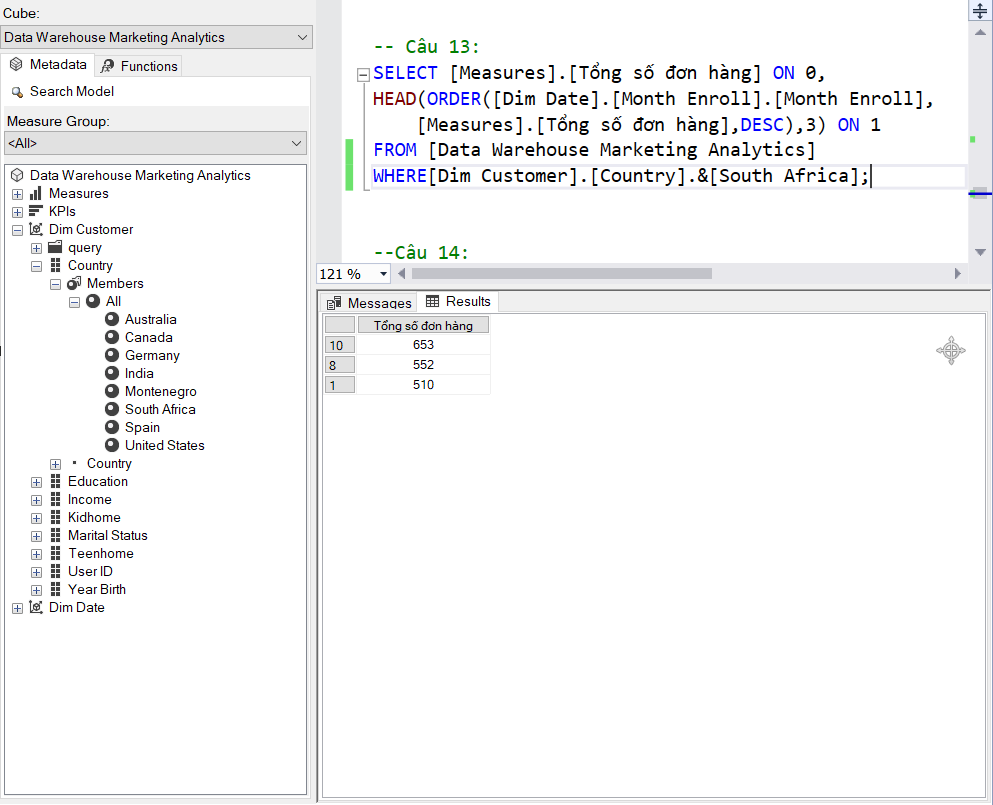 Cube:
Data Warehouse Marketing Analytics
Metadata
Functions
Search Model
Measure Group:
<All>
Data Warehouse Marketing Analytics
Measures
KPIs
Dim Customer
query
Country
Members
All
Australia
Canada
Germany
India
Montenegro
South Africa
Spain
United States
Country
Education
Income
Kidhome
Marital Status
Teenhome
User ID
Year Birth
Dim Date
-- Câu 13:
SELECT [Measures].[Tổng số đơn hàng] ON 0,
HEAD(ORDER([Dim Date].[Month Enroll].[Month Enroll],
[Measures].[Tổng số đơn hàng],DESC),3) ON 1
FROM [Data Warehouse Marketing Analytics]
WHERE[Dim Customer].[Country].&[South Africa];
--Câu 14:
121 %
Messages
Results
Tổng số đơn hàng
10 653
8 552
1 510